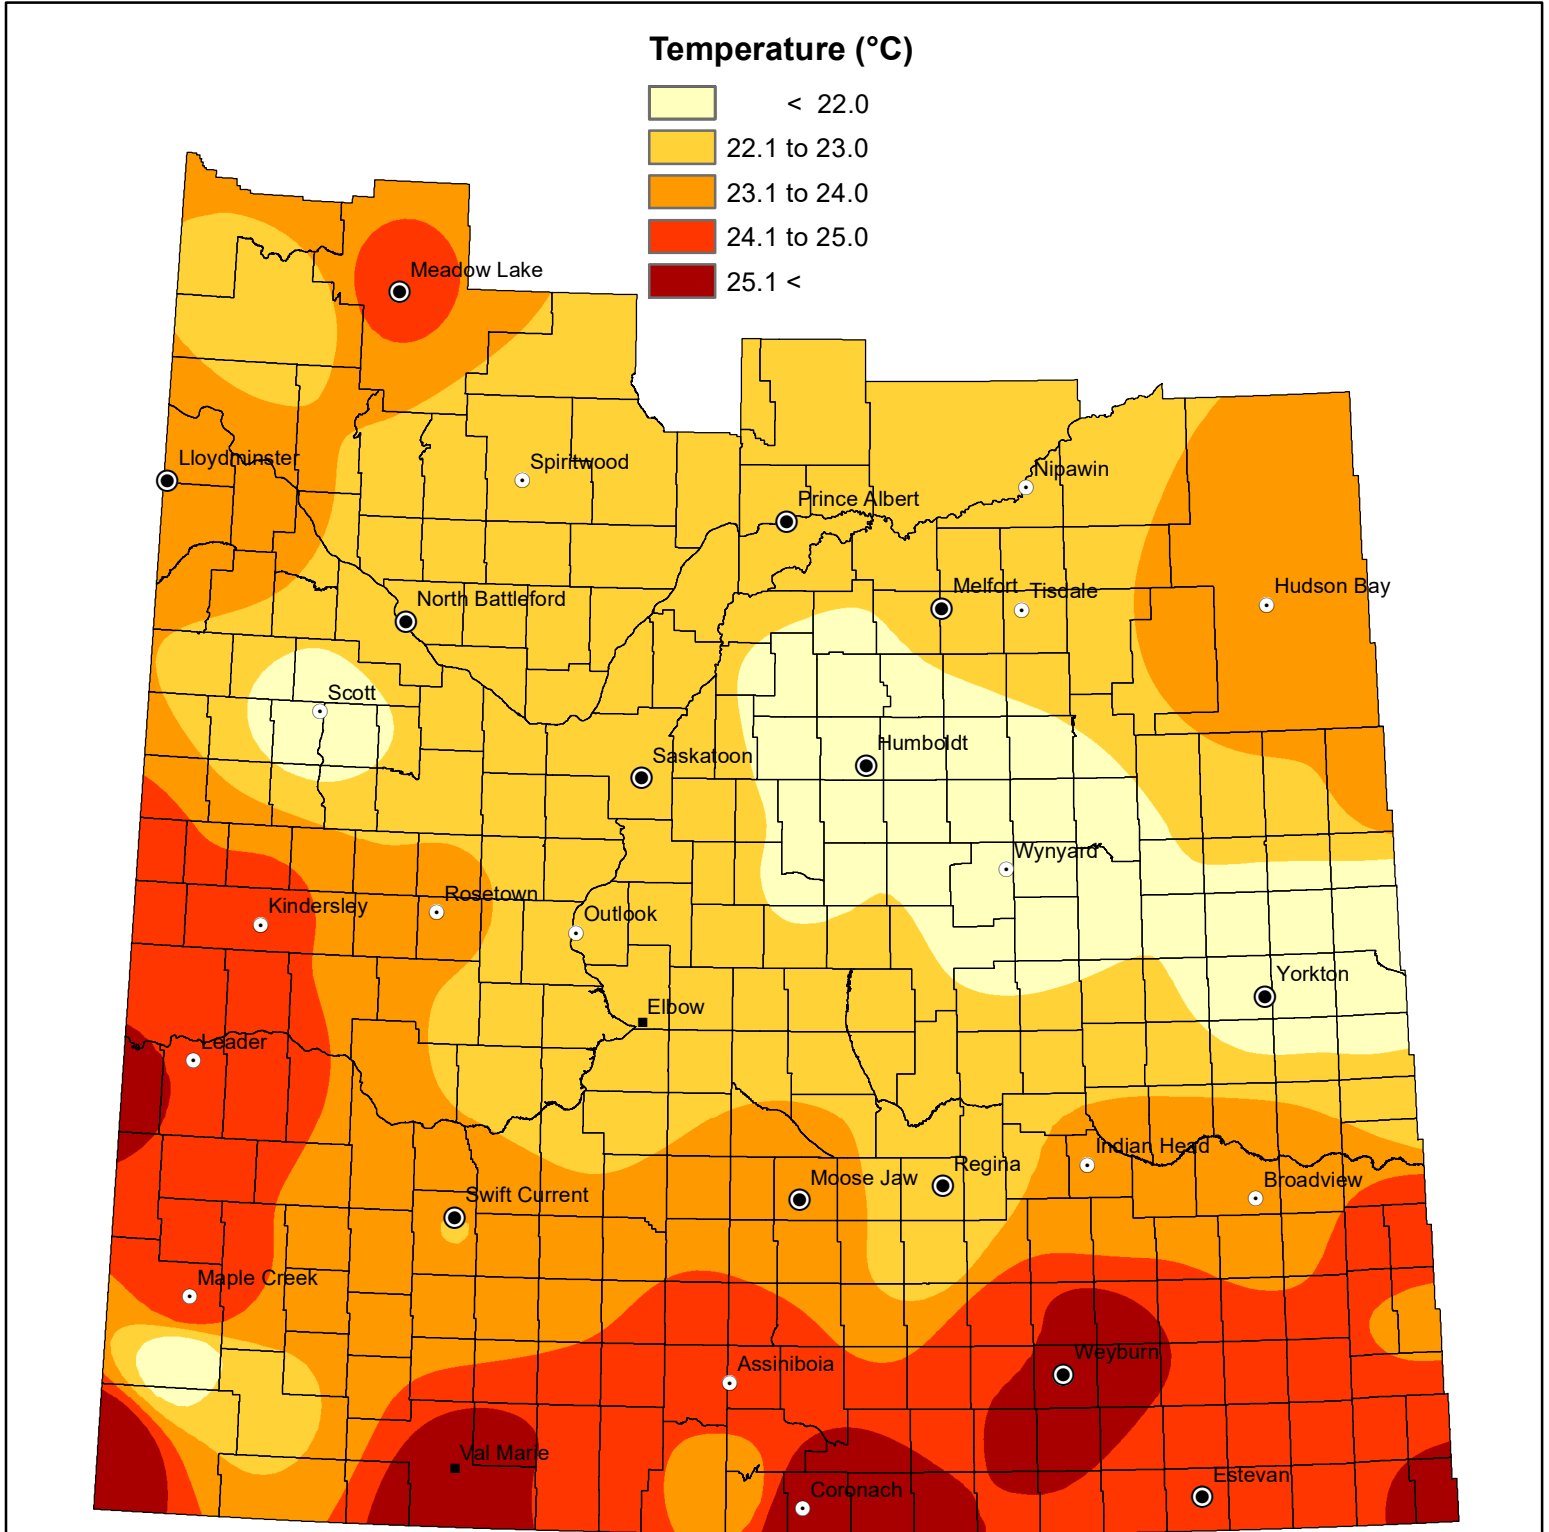 Temperature (°C)
< 22.0
22.1 to 23.0
23.1 to 24.0
24.1 to 25.0
25.1 <
Meadow Lake
Lloydminster
Spiritwood
Nipawin
Prince Albert
Melfort
Tisdale
Hudson Bay
North Battleford
Scott
Saskatoon
Humboldt
Wynyard
Rosetown
Kindersley
Outlook
Yorkton
Elbow
Leader
Indian Head
Regina
Moose Jaw
Broadview
Swift Current
Maple Creek
Weyburn
Assiniboia
Val Marie
Estevan
Coronach